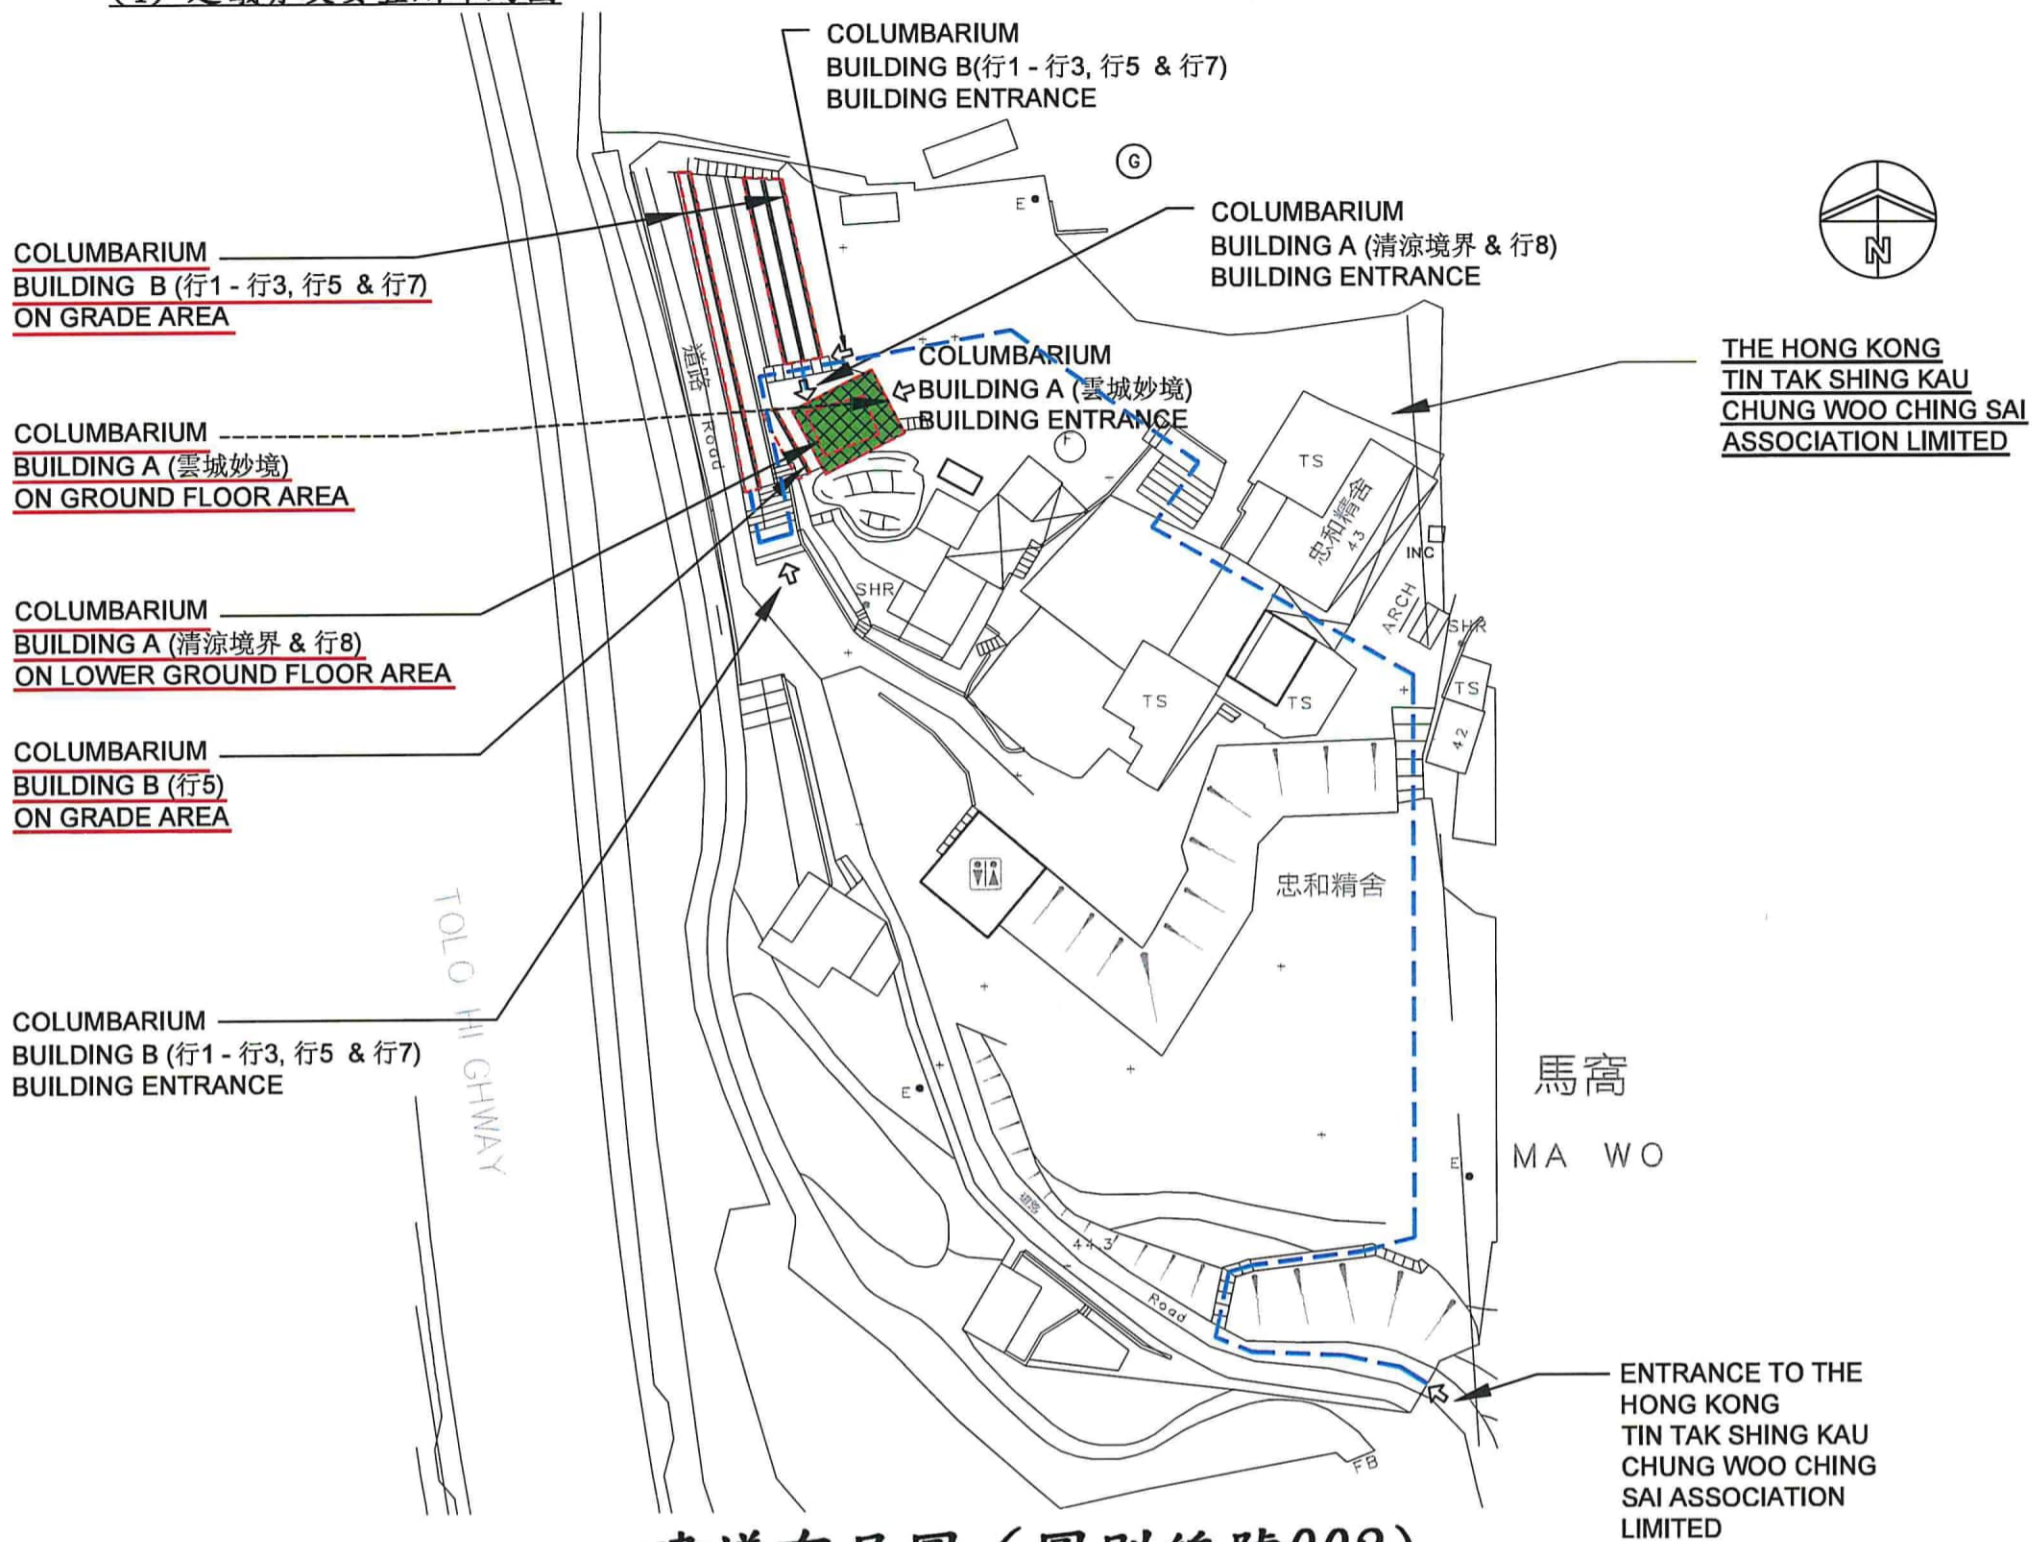 COLUMBARIUM
BUILDING B(行1 - 行3, 行5 & 行7)
BUILDING ENTRANCE
G
E
COLUMBARIUM
BUILDING A (清涼境界 & 行8)
BUILDING ENTRANCE
N
COLUMBARIUM
BUILDING B (行1 - 行3, 行5 & 行7)
ON GRADE AREA
道路
Road
COLUMBARIUM
BUILDING A (雲城妙境)
BUILDING ENTRANCE
F
THE HONG KONG
TIN TAK SHING KAU
CHUNG WOO CHING SAI
ASSOCIATION LIMITED
COLUMBARIUM
BUILDING A (雲城妙境)
ON GROUND FLOOR AREA
TS
忠和精舍
43
INC
ARCH
SHR
SHR
COLUMBARIUM
BUILDING A (清涼境界 & 行8)
ON LOWER GROUND FLOOR AREA
TS
TS
TS
42
COLUMBARIUM
BUILDING B (行5)
ON GRADE AREA
忠和精舍
TOLO HIGHWAY
COLUMBARIUM
BUILDING B (行1 - 行3, 行5 & 行7)
BUILDING ENTRANCE
E
馬窩
MA WO
E
道路
44.3
Road
FB
ENTRANCE TO THE
HONG KONG
TIN TAK SHING KAU
CHUNG WOO CHING
SAI ASSOCIATION
LIMITED